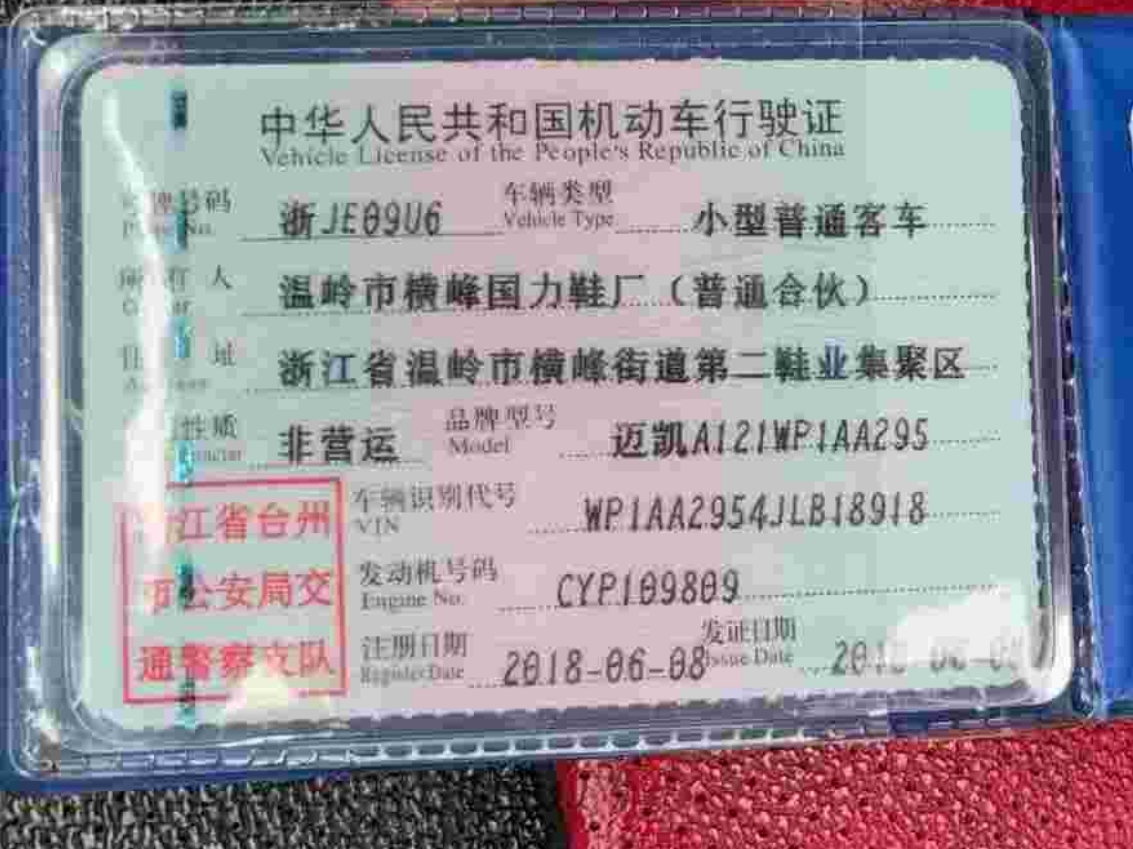 中华人民共和国机动车行驶证
Vehicle License of the People's Republic of China
号码 浙JE09U6 车辆类型 小型普通客车
No. Vehicle Type
人 温岭市横峰国力鞋厂（普通合伙）
址 浙江省温岭市横峰街道第二鞋业集聚区
性质 非营运 品牌型号 迈凯A121WP1AA295
Model
车辆识别代号 WP1AA2954JLB18918
VIN
江省台州
市公安局交
通警察支队
发动机号码 CYP109809
Engine No.
注册日期 2018-06-08 发证日期
Register Date Issue Date